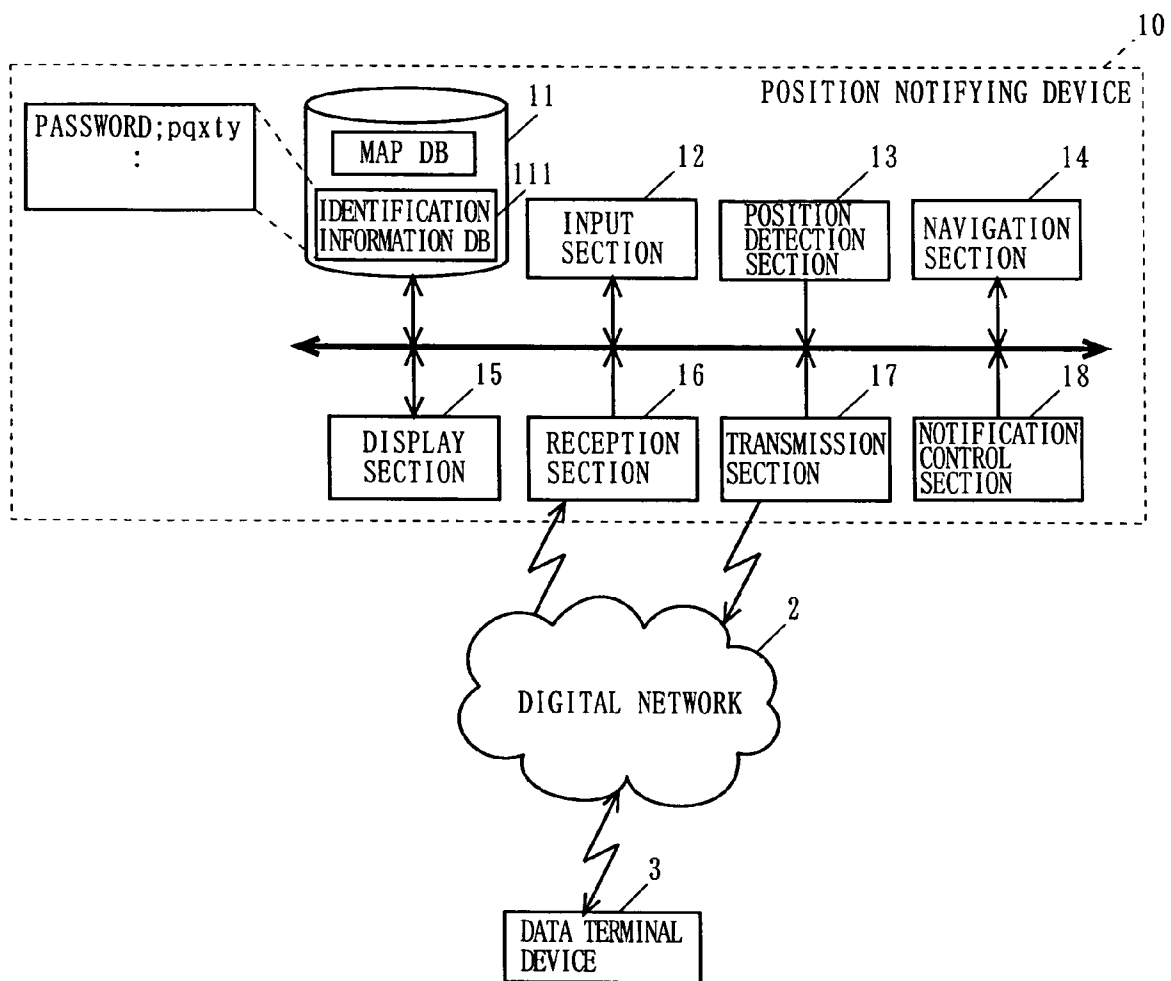 10
POSITION NOTIFYING DEVICE
PASSWORD;pqxty
:
11
MAP DB
111
IDENTIFICATION
INFORMATION DB
12
INPUT
SECTION
13
POSITION
DETECTION
SECTION
14
NAVIGATION
SECTION
15
DISPLAY
SECTION
16
RECEPTION
SECTION
17
TRANSMISSION
SECTION
18
NOTIFICATION
CONTROL
SECTION
2
DIGITAL NETWORK
3
DATA TERMINAL
DEVICE